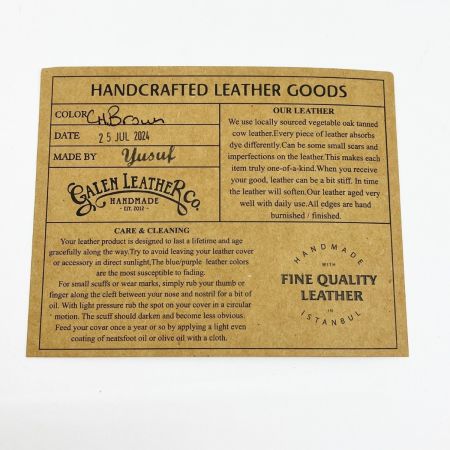 HANDCRAFTED LEATHER GOODS
COLOR CH.Brown
DATE 25 JUL 2024
MADE BY Yusuf
GALEN LEATHER Co.
HANDMADE
- EST. 2012 -
OUR LEATHER
We use locally sourced vegetable oak tanned
cow leather.Every piece of leather absorbs
dye differently.Can be some small scars and
imperfections on the leather.This makes each
item truly one-of-a-kind.When you receive
your good, leather can be a bit stiff. In time
the leather will soften.Our leather aged very
well with daily use.All edges are hand
burnished / finished.
CARE & CLEANING
Your leather product is designed to last a lifetime and age
gracefully along the way.Try to avoid leaving your leather cover
or accessory in direct sunlight,The blue/purple leather colors
are the most susceptible to fading.
For small scuffs or wear marks, simply rub your thumb or
finger along the cleft between your nose and nostril for a bit of
oil. With light pressure rub the spot on your cover in a circular
motion. The scuff should darken and become less obvious.
Feed your cover once a year or so by applying a light even
coating of neatsfoot oil or olive oil with a cloth.
HANDMADE
WITH
FINE QUALITY
LEATHER
IN
ISTANBUL